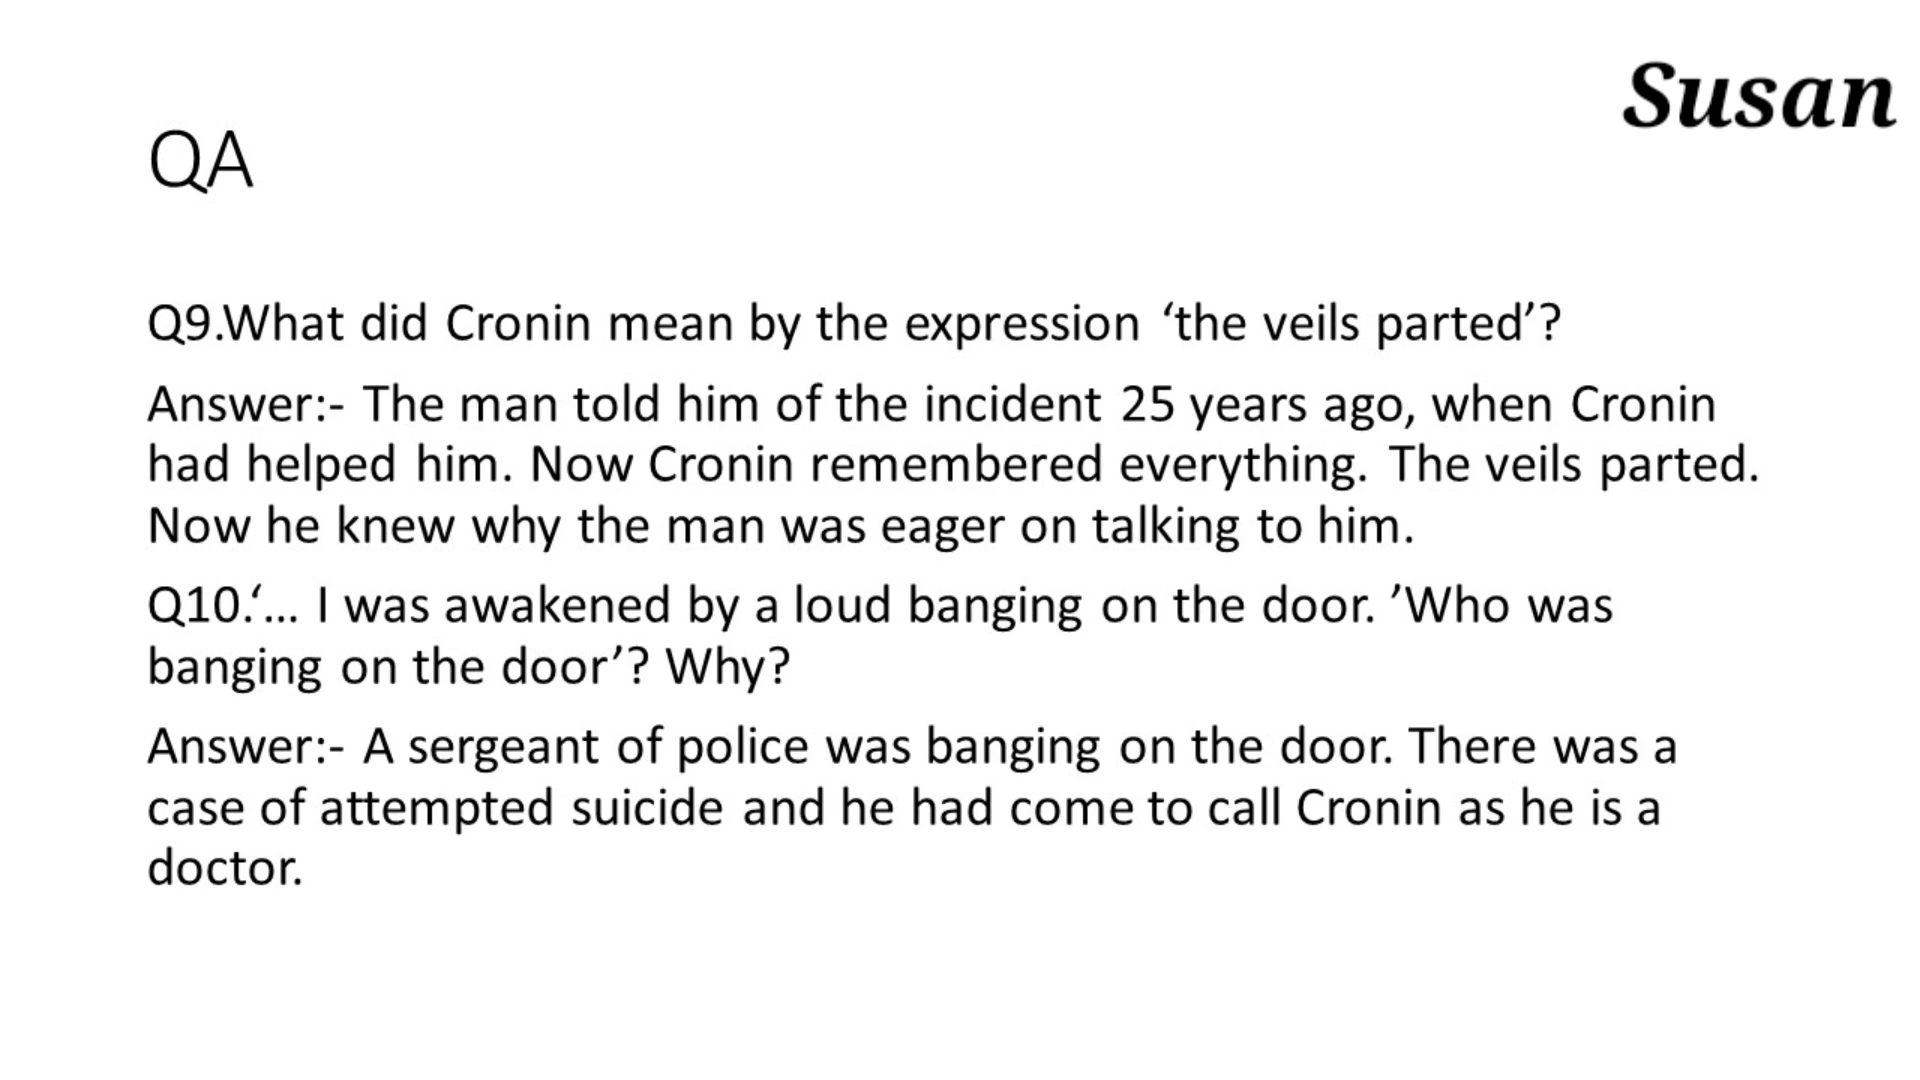 Susan
QA
Q9.What did Cronin mean by the expression ‘the veils parted’?
Answer:- The man told him of the incident 25 years ago, when Cronin
had helped him. Now Cronin remembered everything. The veils parted.
Now he knew why the man was eager on talking to him.
Q10.‘... I was awakened by a loud banging on the door. ’Who was
banging on the door’? Why?
Answer:- A sergeant of police was banging on the door. There was a
case of attempted suicide and he had come to call Cronin as he is a
doctor.